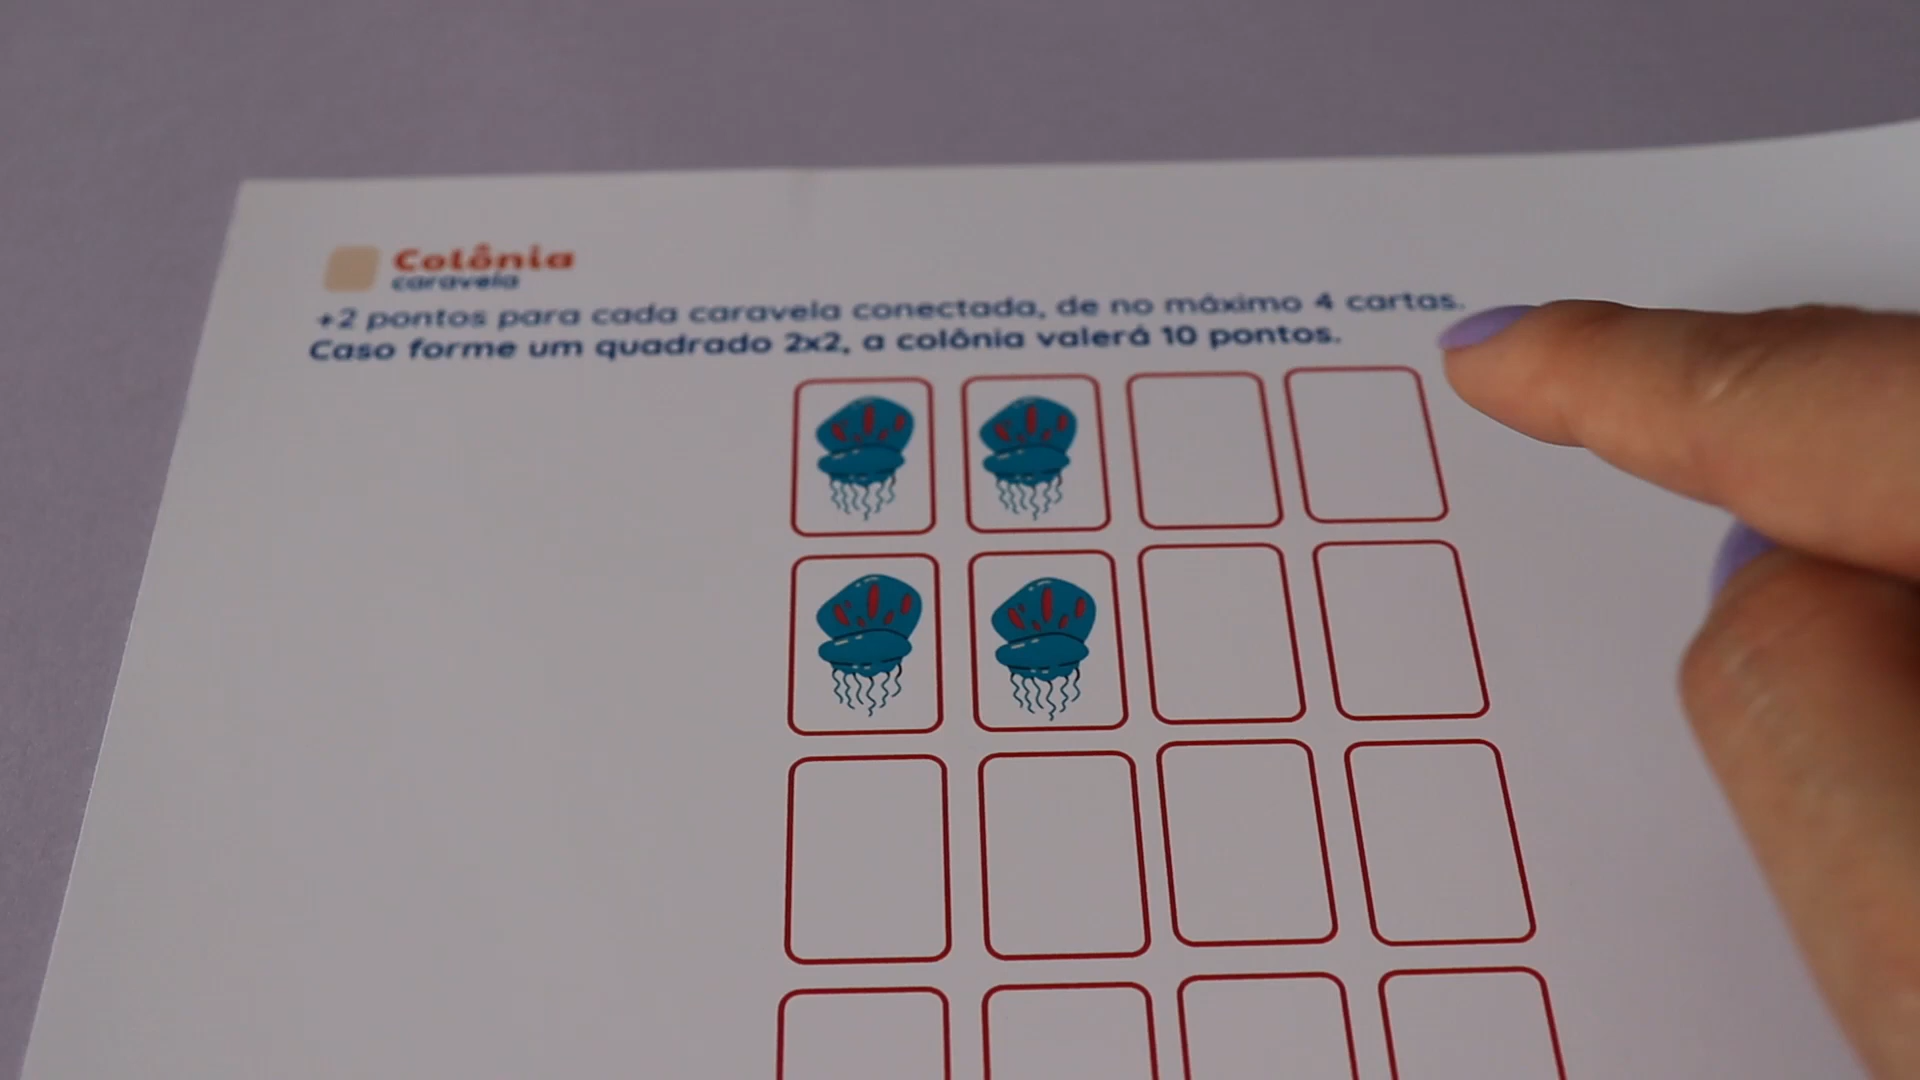 Colônia
caravela
+2 pontos para cada caravela conectada, de no máximo 4 cartas.
Caso forme um quadrado 2x2, a colônia valerá 10 pontos.